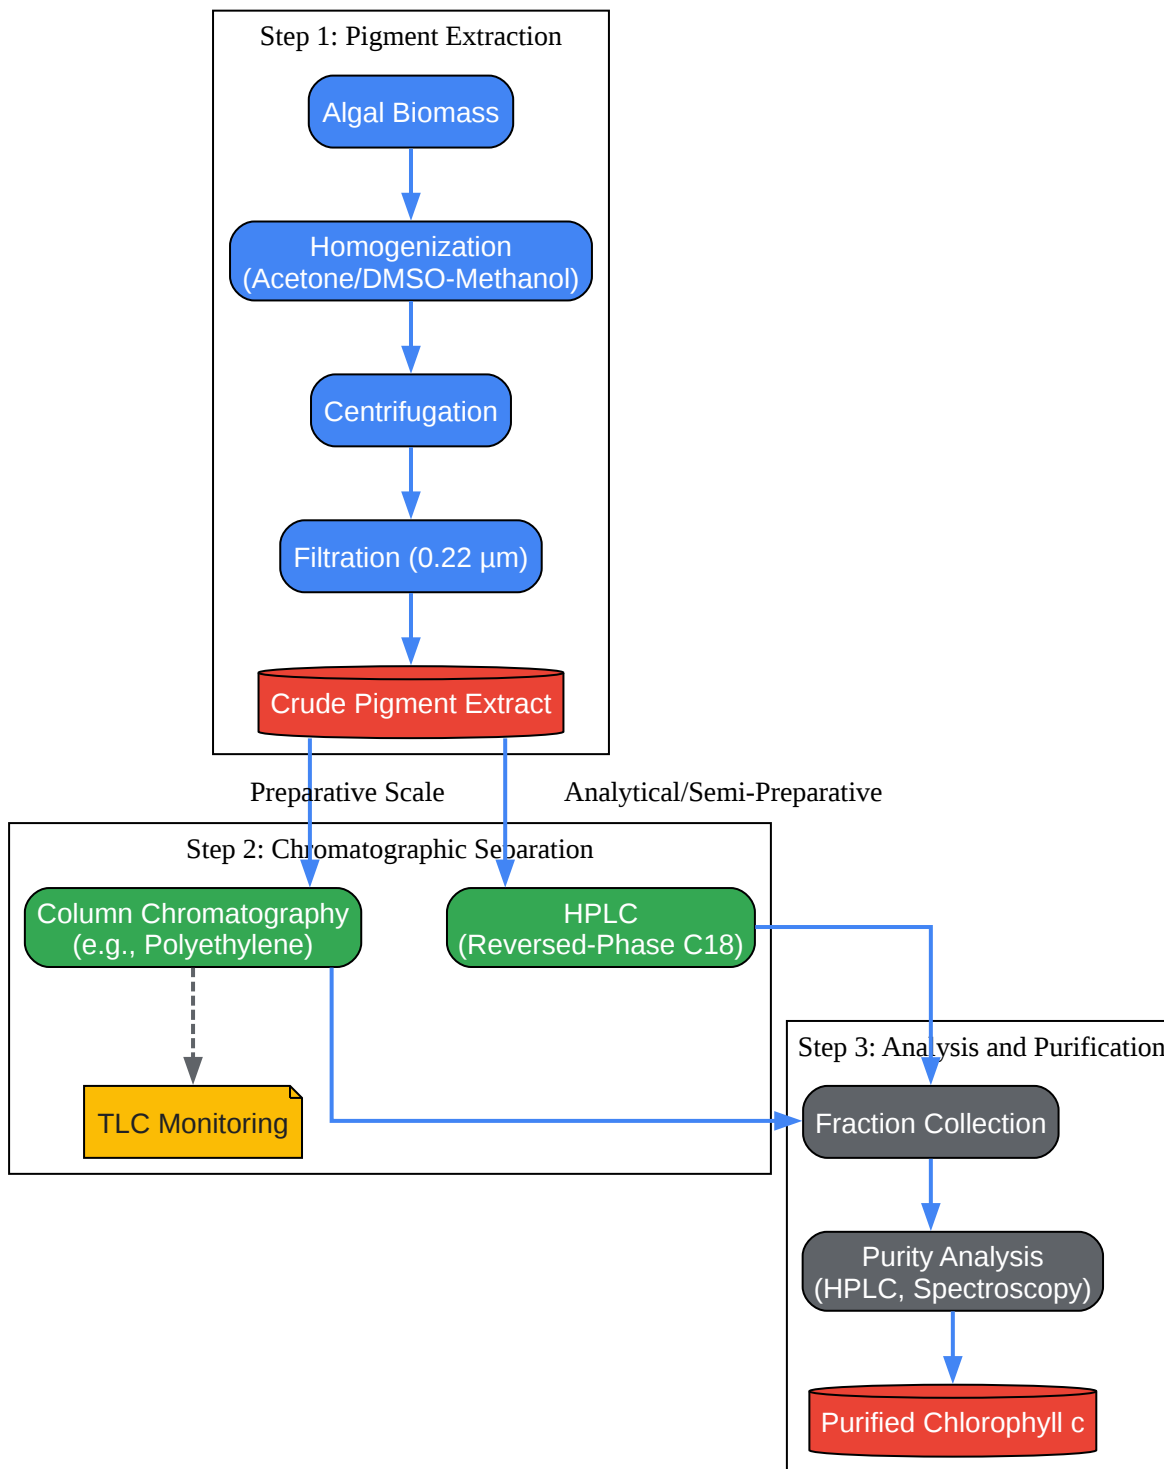 Step 1: Pigment Extraction
Algal Biomass
Homogenization
(Acetone/DMSO-Methanol)
Centrifugation
Filtration (0.22 µm)
Crude Pigment Extract
Preparative Scale
Analytical/Semi-Preparative
Step 2: Chromatographic Separation
Column Chromatography
(e.g., Polyethylene)
HPLC
(Reversed-Phase C18)
TLC Monitoring
Step 3: Analysis and Purification
Fraction Collection
Purity Analysis
(HPLC, Spectroscopy)
Purified Chlorophyll c